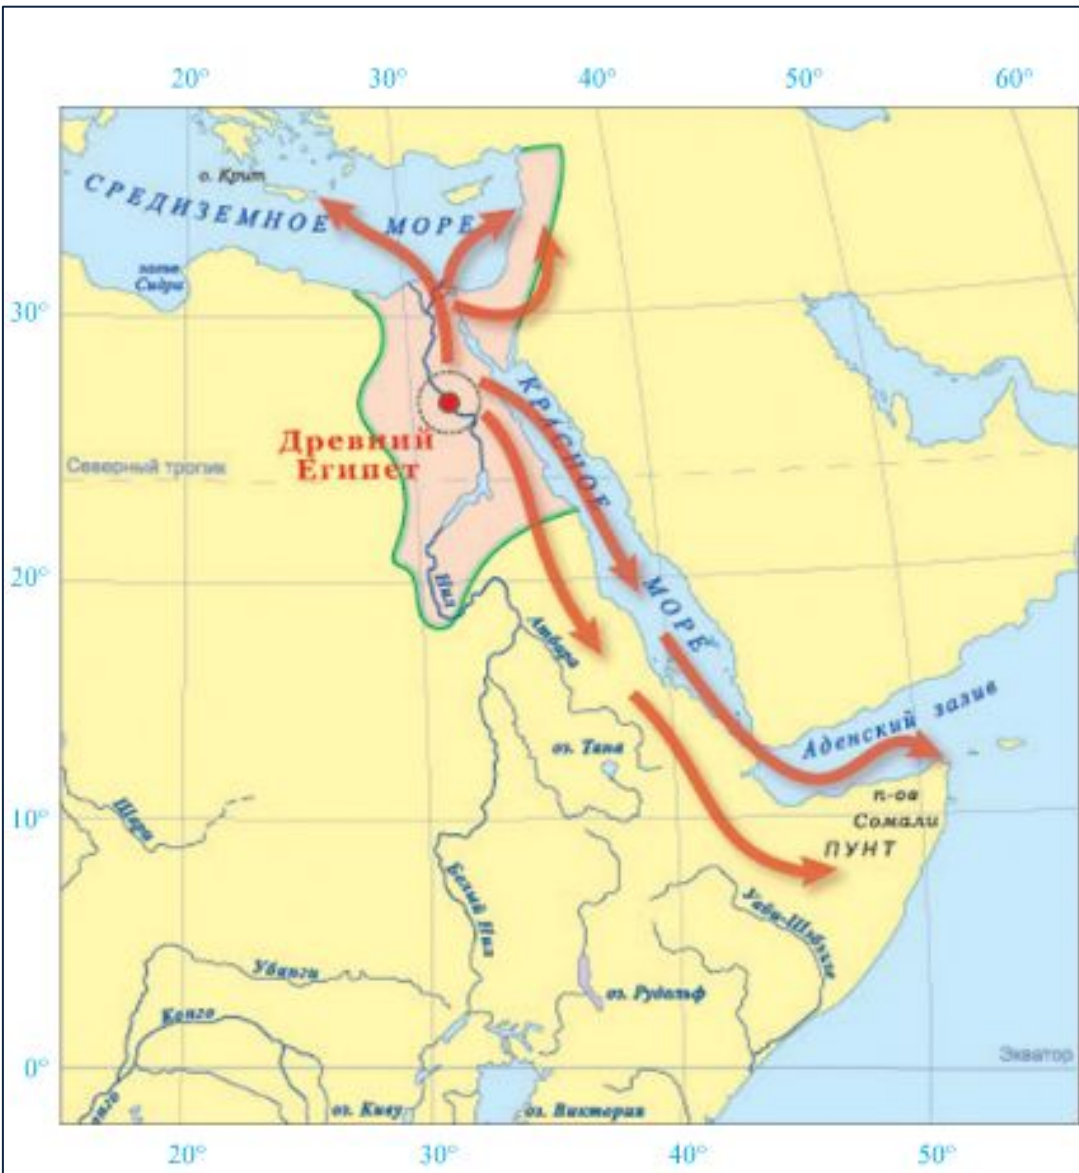 20° 30° 40° 50° 60°
о. Крит
СРЕДИЗЕМНОЕ МОРЕ
залив
Сидра
30°
КРАСНОЕ МОРЕ
Древний
Египет
Северный тропик
20°
Нил
Атбара
Аденский залив
оз. Тана
п-ов
Сомали
ПУНТ
10°
Шари
Белый Нил
Уаби-Шэбэлле
Убанги
оз. Рудольф
Конго
Экватор
0°
оз. Киву
оз. Виктория
20° 30° 40° 50°